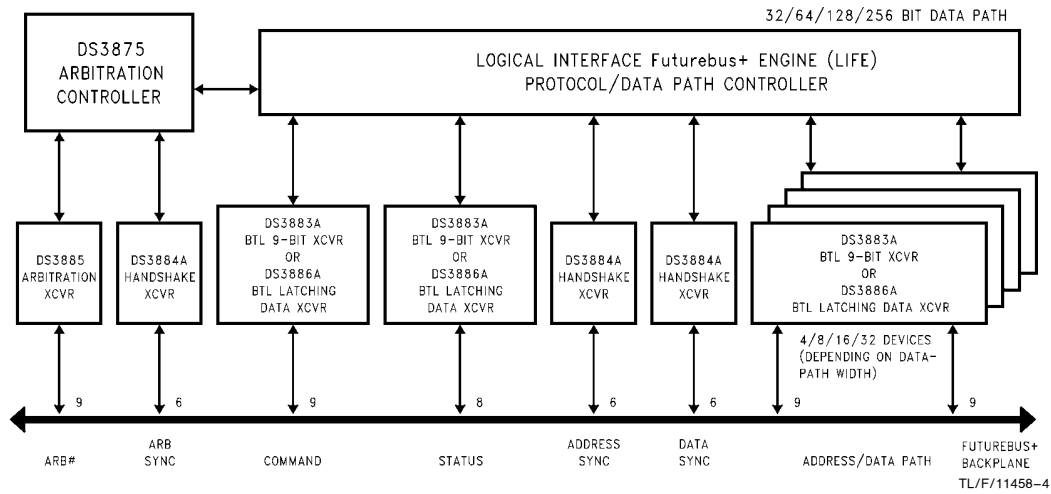 32/64/128/256 BIT DATA PATH
DS3875
ARBITRATION
CONTROLLER
LOGICAL INTERFACE Futurebus+ ENGINE (LIFE)
PROTOCOL/DATA PATH CONTROLLER
DS3885
ARBITRATION
XCVR
DS3884A
HANDSHAKE
XCVR
DS3883A
BTL 9-BIT XCVR
OR
DS3886A
BTL LATCHING
DATA XCVR
DS3883A
BTL 9-BIT XCVR
OR
DS3886A
BTL LATCHING
DATA XCVR
DS3884A
HANDSHAKE
XCVR
DS3884A
HANDSHAKE
XCVR
DS3883A
BTL 9-BIT XCVR
OR
DS3886A
BTL LATCHING DATA XCVR
4/8/16/32 DEVICES
(DEPENDING ON DATA-
PATH WIDTH)
9
6
9
8
6
6
9
9
ARB#
ARB
SYNC
COMMAND
STATUS
ADDRESS
SYNC
DATA
SYNC
ADDRESS/DATA PATH
FUTUREBUS+
BACKPLANE
TL/F/11458–4